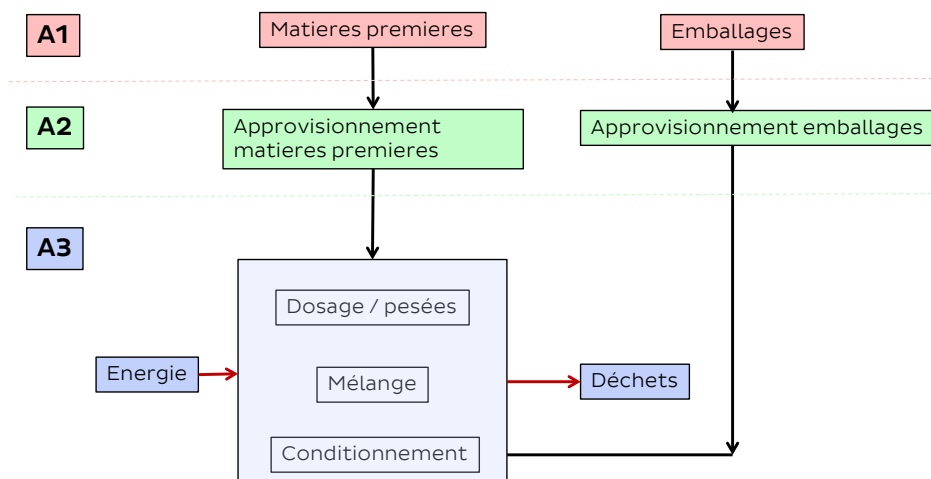 A1
Matieres premieres
Emballages
A2
Approvisionnement
matieres premieres
Approvisionnement emballages
A3
Dosage / pesées
Energie
Mélange
Déchets
Conditionnement